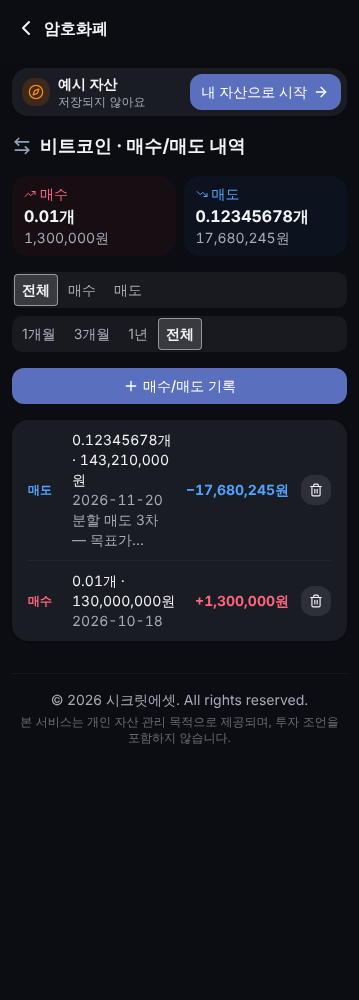 암호화폐
예시 자산
저장되지 않아요
내 자산으로 시작
비트코인 · 매수/매도 내역
매수
0.01개
1,300,000원
매도
0.12345678개
17,680,245원
전체 매수 매도
1개월 3개월 1년 전체
매수/매도 기록
매도
0.12345678개
· 143,210,000
원
2026-11-20
분할 매도 3차
— 목표가...
−17,680,245원
매수
0.01개 ·
130,000,000원
2026-10-18
+1,300,000원
© 2026 시크릿에셋. All rights reserved.
본 서비스는 개인 자산 관리 목적으로 제공되며, 투자 조언을
포함하지 않습니다.